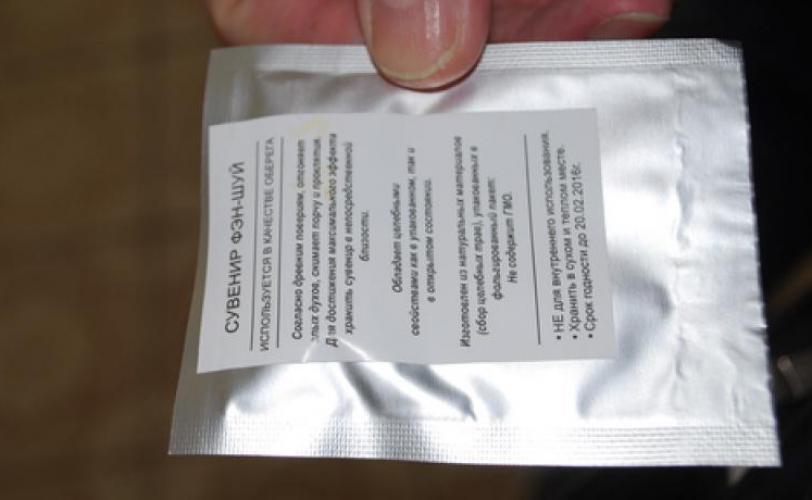 СУВЕНИР ФЭН-ШУЙ
ИСПОЛЬЗУЕТСЯ В КАЧЕСТВЕ ОБЕРЕГА
Согласно древним повериям, отгоняет
злых духов, снимает порчу и проклятия.
Для достижения максимального эффекта
хранить сувенир в непосредственной
близости.
Обладает целебными
свойствами как в упакованном, так и
в открытом состоянии.
Изготовлен из натуральных материалов
(сбор целебных трав), упакованных в
фольгированный пакет.
Не содержит ГМО.
• НЕ для внутреннего использования.
• Хранить в сухом и теплом месте.
• Срок годности до 20.02.2016г.